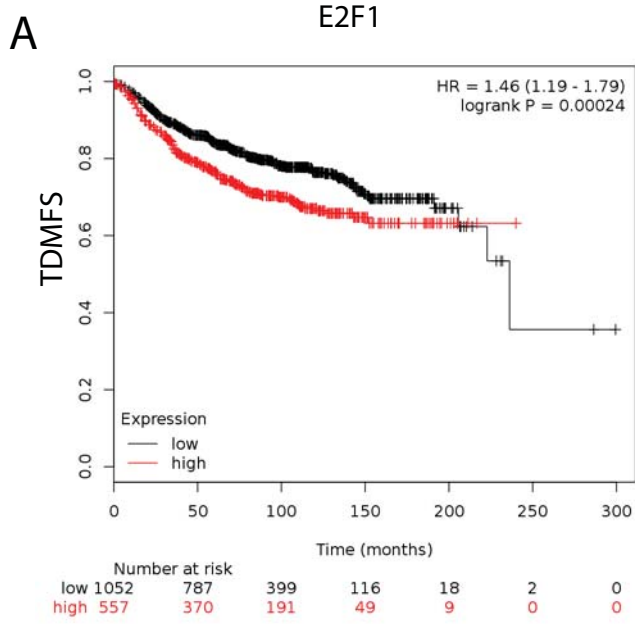 E2F1
A
HR = 1.46 (1.19 - 1.79)
logrank P = 0.00024
TDMFS
1.0
0.8
0.6
0.4
0.2
0.0
Expression
low
high
0 50 100 150 200 250 300
Time (months)
Number at risk
low 1052 787 399 116 18 2 0
high 557 370 191 49 9 0 0